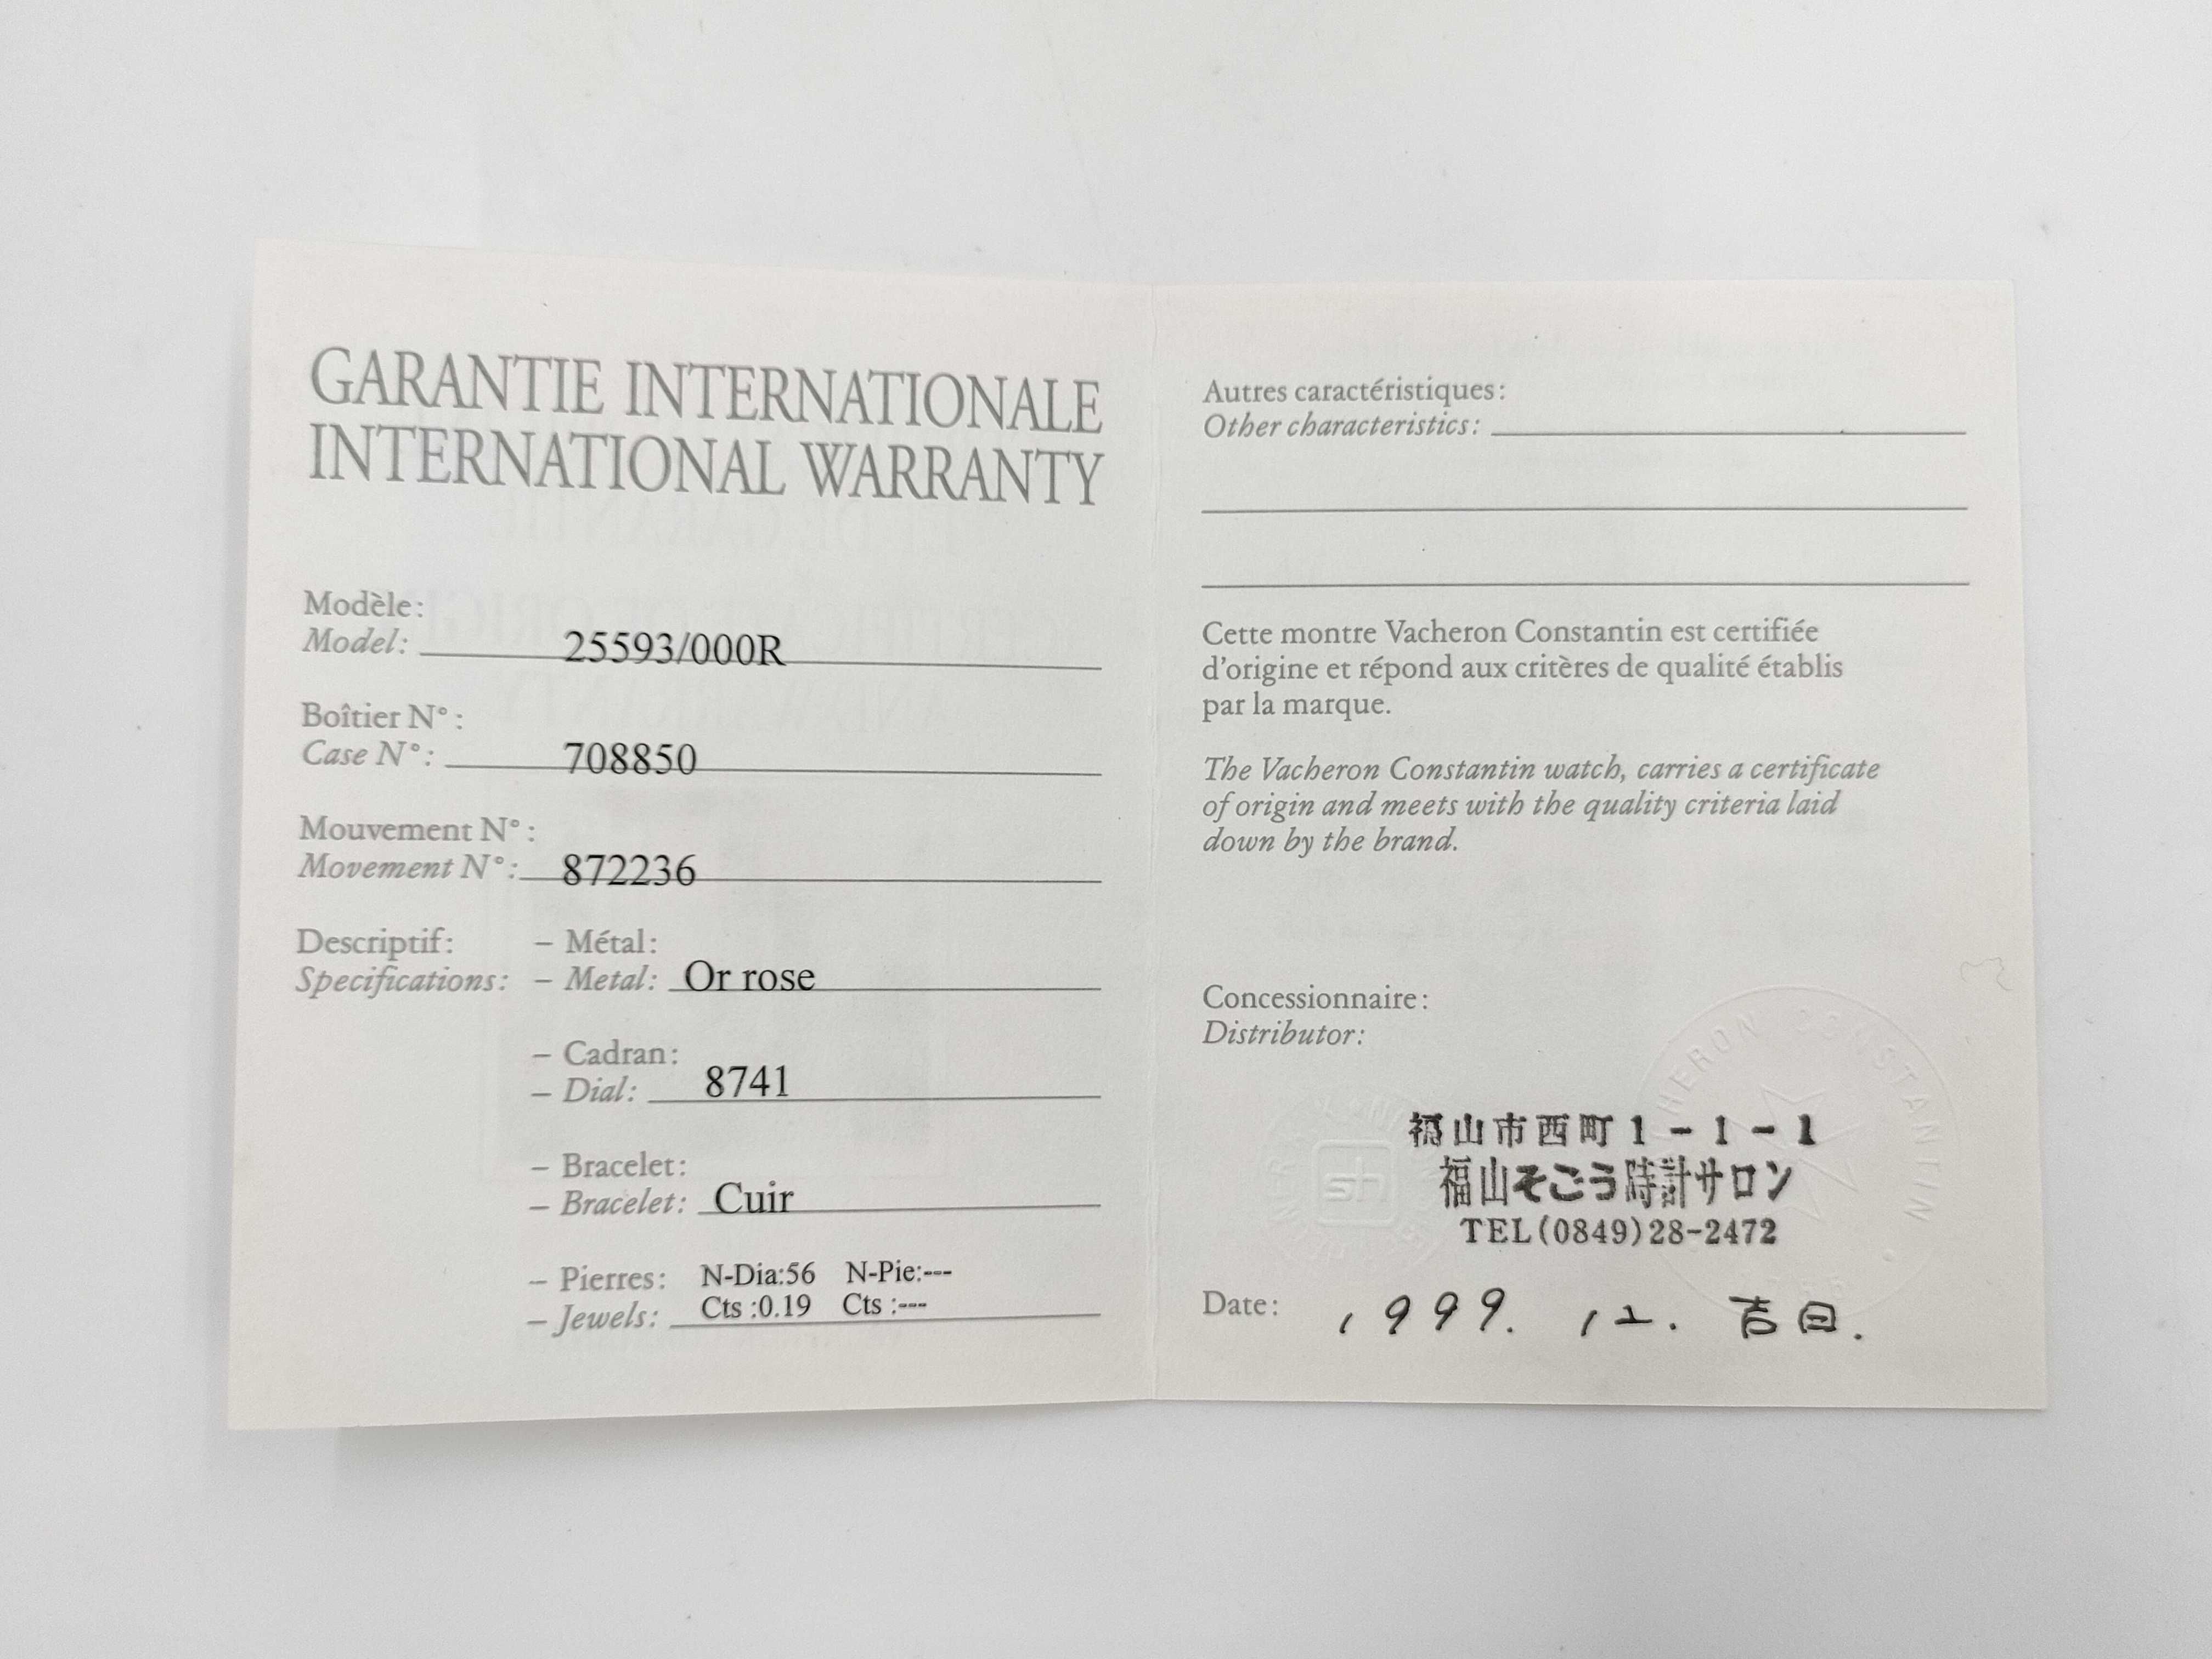 GARANTIE INTERNATIONALE
INTERNATIONAL WARRANTY
Modèle:
Model: 25593/000R
Boîtier N°:
Case N°: 708850
Mouvement N°:
Movement N°: 872236
Descriptif: – Métal:
Specifications: – Metal: Or rose
– Cadran:
– Dial: 8741
– Bracelet:
– Bracelet: Cuir
– Pierres: N-Dia:56 N-Pie:---
– Jewels: Cts :0.19 Cts :---
Autres caractéristiques:
Other characteristics:
Cette montre Vacheron Constantin est certifiée
d'origine et répond aux critères de qualité établis
par la marque.
The Vacheron Constantin watch, carries a certificate
of origin and meets with the quality criteria laid
down by the brand.
Concessionnaire:
Distributor:
HERON CONSTANTIN
福山市西町1-1-1
福山そごう時計サロン
TEL(0849)28-2472
Date: 1999. 12. 吉日.